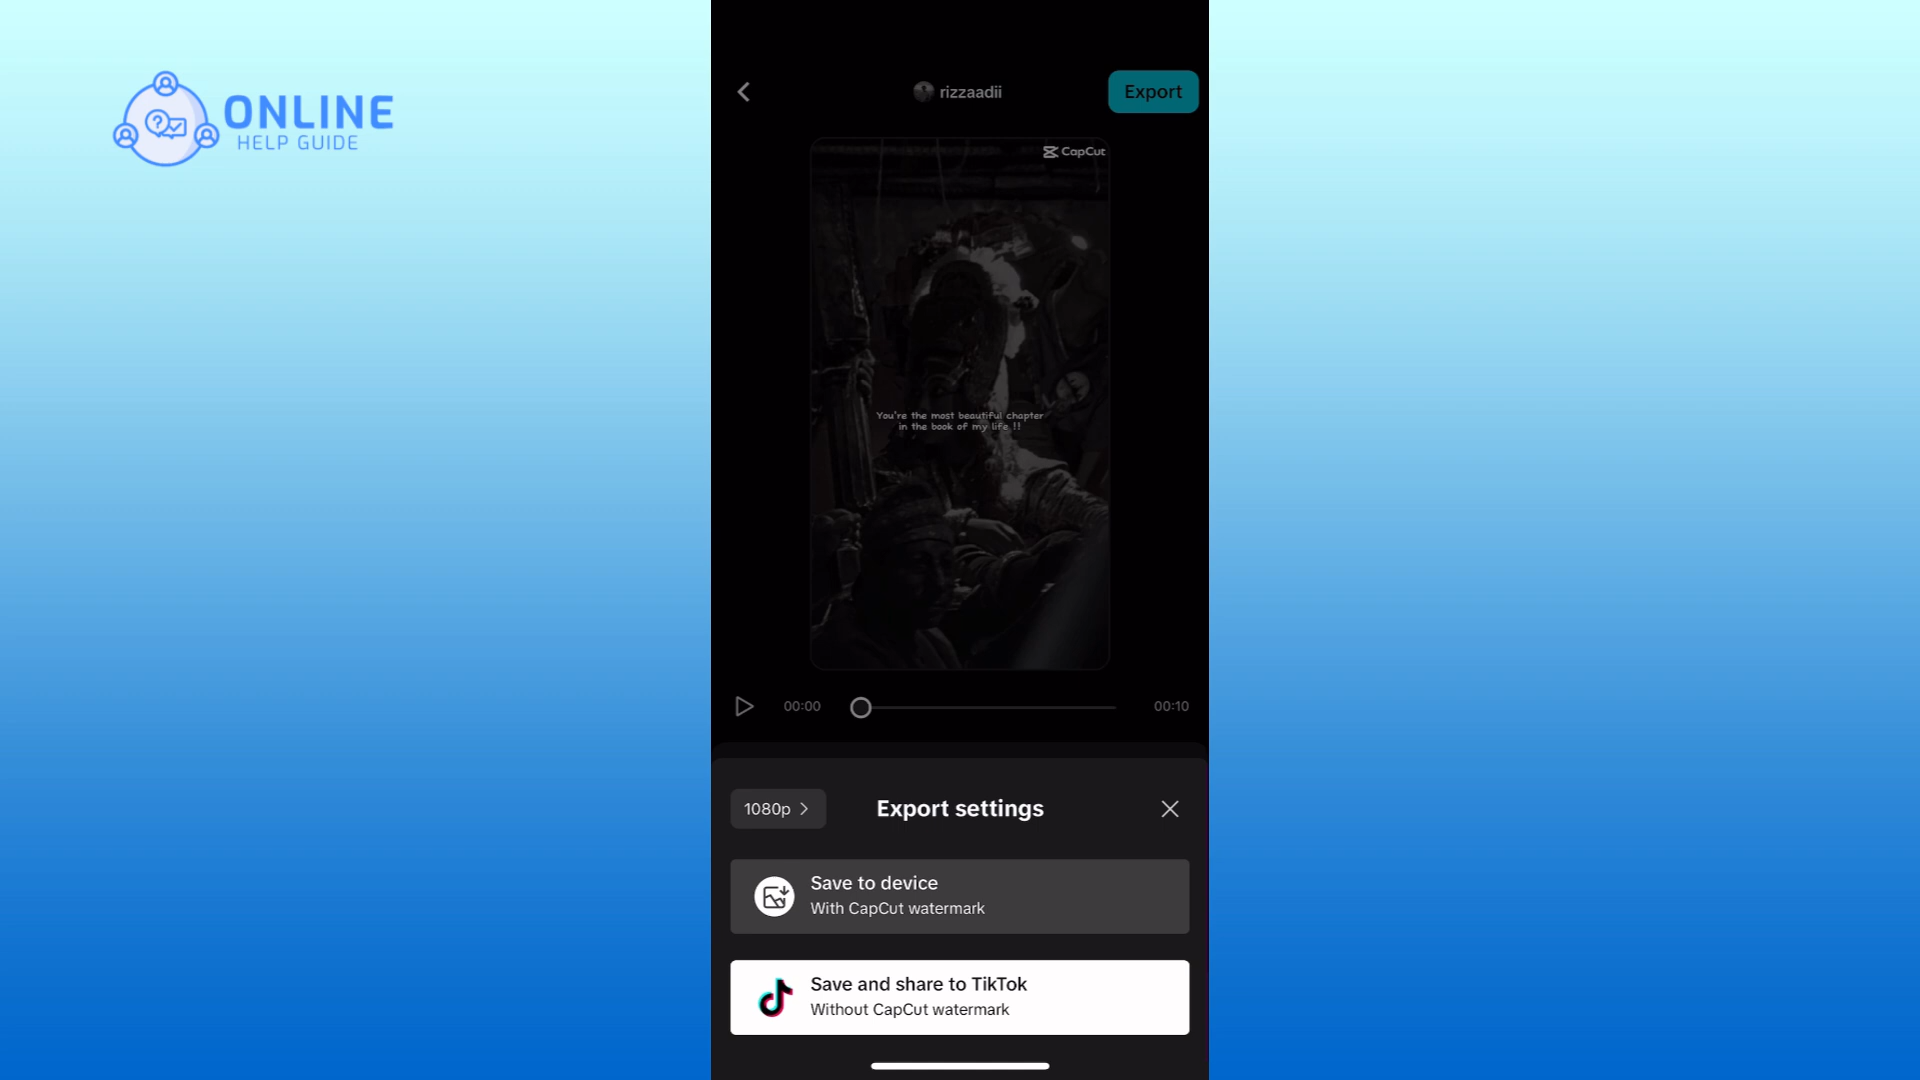 ONLINE
HELP GUIDE
rizzaadii
Export
CapCut
You're the most beautiful chapter
in the book of my life !!
00:00
00:10
1080p
Export settings
Save to device
With CapCut watermark
Save and share to TikTok
Without CapCut watermark